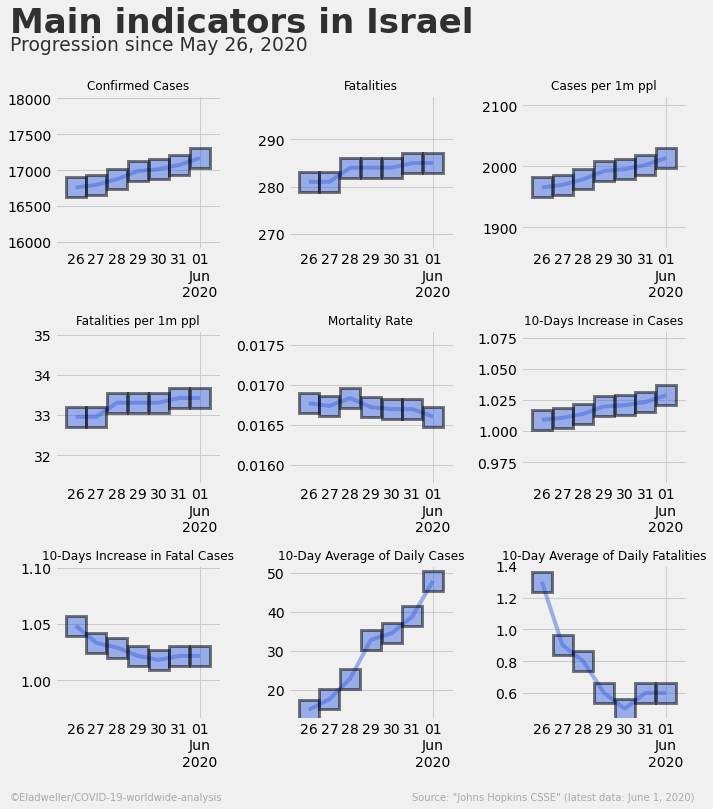 Main indicators in Israel
Progression since May 26, 2020
Confirmed Cases
18000
17500
17000
16500
16000
26 27 28 29 30 31 01
Jun
2020
Fatalities
290
280
270
26 27 28 29 30 31 01
Jun
2020
Cases per 1m ppl
2100
2000
1900
26 27 28 29 30 31 01
Jun
2020
Fatalities per 1m ppl
35
34
33
32
26 27 28 29 30 31 01
Jun
2020
Mortality Rate
0.0175
0.0170
0.0165
0.0160
26 27 28 29 30 31 01
Jun
2020
10-Days Increase in Cases
1.075
1.050
1.025
1.000
0.975
26 27 28 29 30 31 01
Jun
2020
10-Days Increase in Fatal Cases
1.10
1.05
1.00
26 27 28 29 30 31 01
Jun
2020
10-Day Average of Daily Cases
50
40
30
20
26 27 28 29 30 31 01
Jun
2020
10-Day Average of Daily Fatalities
1.4
1.2
1.0
0.8
0.6
26 27 28 29 30 31 01
Jun
2020
©Eladweller/COVID-19-worldwide-analysis
Source: "Johns Hopkins CSSE" (latest data: June 1, 2020)